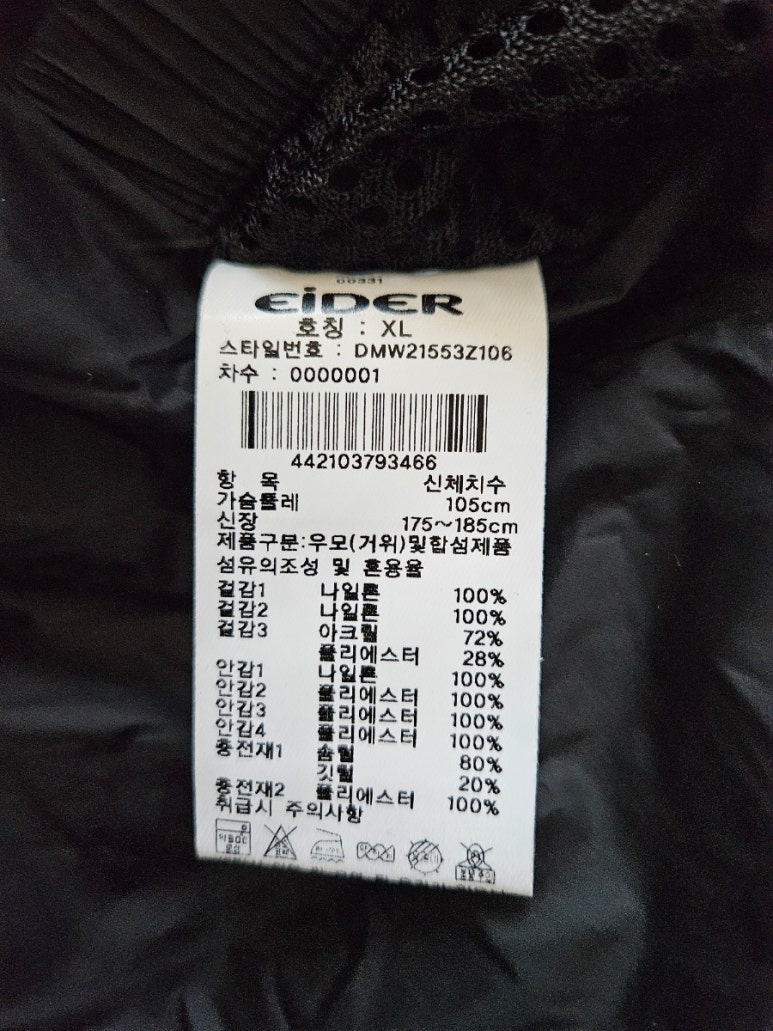 00331
EiDER
호칭 : XL
스타일번호 : DMW21553Z106
차수 : 0000001
442103793466
항 목 신체치수
가슴둘레 105cm
신장 175~185cm
제품구분:우모(거위)및합섬제품
섬유의조성 및 혼용율
겉감1 나일론 100%
겉감2 나일론 100%
겉감3 아크릴 72%
폴리에스터 28%
안감1 나일론 100%
안감2 폴리에스터 100%
안감3 폴리에스터 100%
안감4 폴리에스터 100%
충전재1 솜털 80%
깃털 20%
충전재2 폴리에스터 100%
취급시 주의사항